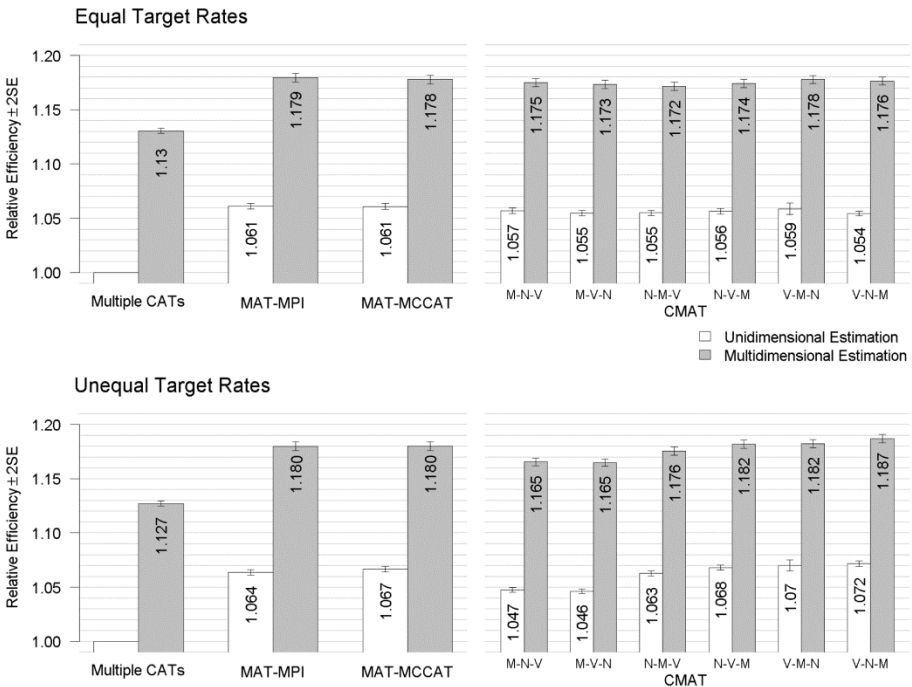 Equal Target Rates
Relative Efficiency ± 2SE
1.20
1.15
1.10
1.05
1.00
1.13
1.061
1.179
1.061
1.178
Multiple CATs
MAT-MPI
MAT-MCCAT
1.057
1.175
1.055
1.173
1.055
1.172
1.056
1.174
1.059
1.178
1.054
1.176
M-N-V
M-V-N
N-M-V
N-V-M
V-M-N
V-N-M
CMAT
Unidimensional Estimation
Multidimensional Estimation
Unequal Target Rates
Relative Efficiency ± 2SE
1.20
1.15
1.10
1.05
1.00
1.127
1.064
1.180
1.067
1.180
Multiple CATs
MAT-MPI
MAT-MCCAT
1.047
1.165
1.046
1.165
1.063
1.176
1.068
1.182
1.07
1.182
1.072
1.187
M-N-V
M-V-N
N-M-V
N-V-M
V-M-N
V-N-M
CMAT